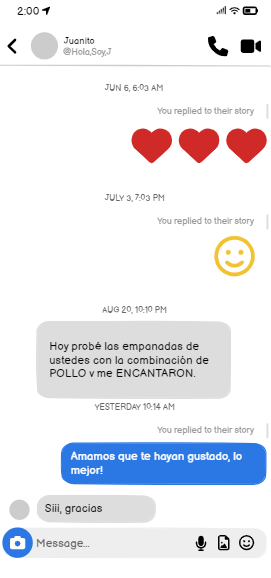 2:00
Juanito
@Hola,Soy,J
JUN 6, 6:03 AM
You replied to their story
JULY 3, 7:03 PM
You replied to their story
AUG 20, 10:10 PM
Hoy probé las empanadas de
ustedes con la combinación de
POLLO y me ENCANTARON.
YESTERDAY 10:14 AM
You replied to their story
Amamos que te hayan gustado, lo
mejor!
Siii, gracias
Message...